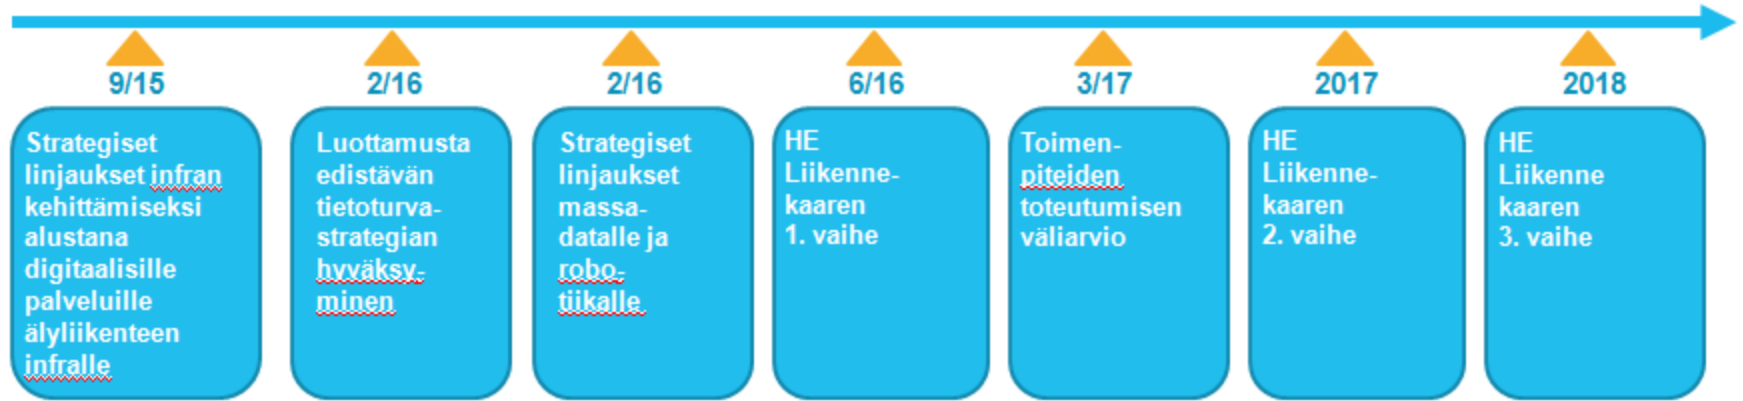 9/15
Strategiset
linjaukset infran
kehittämiseksi
alustana
digitaalisille
palveluille
älyliikenteen
infralle
2/16
Luottamusta
edistävän
tietoturva-
strategian
hyväksy-
minen
2/16
Strategiset
linjaukset
massa-
datalle ja
robo-
tiikalle
6/16
HE
Liikenne-
kaaren
1. vaihe
3/17
Toimen-
piteiden
toteutumisen
väliarvio
2017
HE
Liikenne-
kaaren
2. vaihe
2018
HE
Liikenne
kaaren
3. vaihe